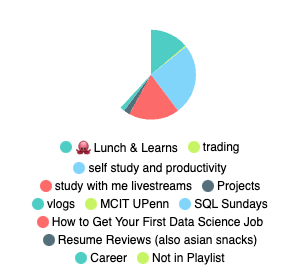 Lunch & Learns trading
self study and productivity
study with me livestreams Projects
vlogs MCIT UPenn SQL Sundays
How to Get Your First Data Science Job
Resume Reviews (also asian snacks)
Career Not in Playlist